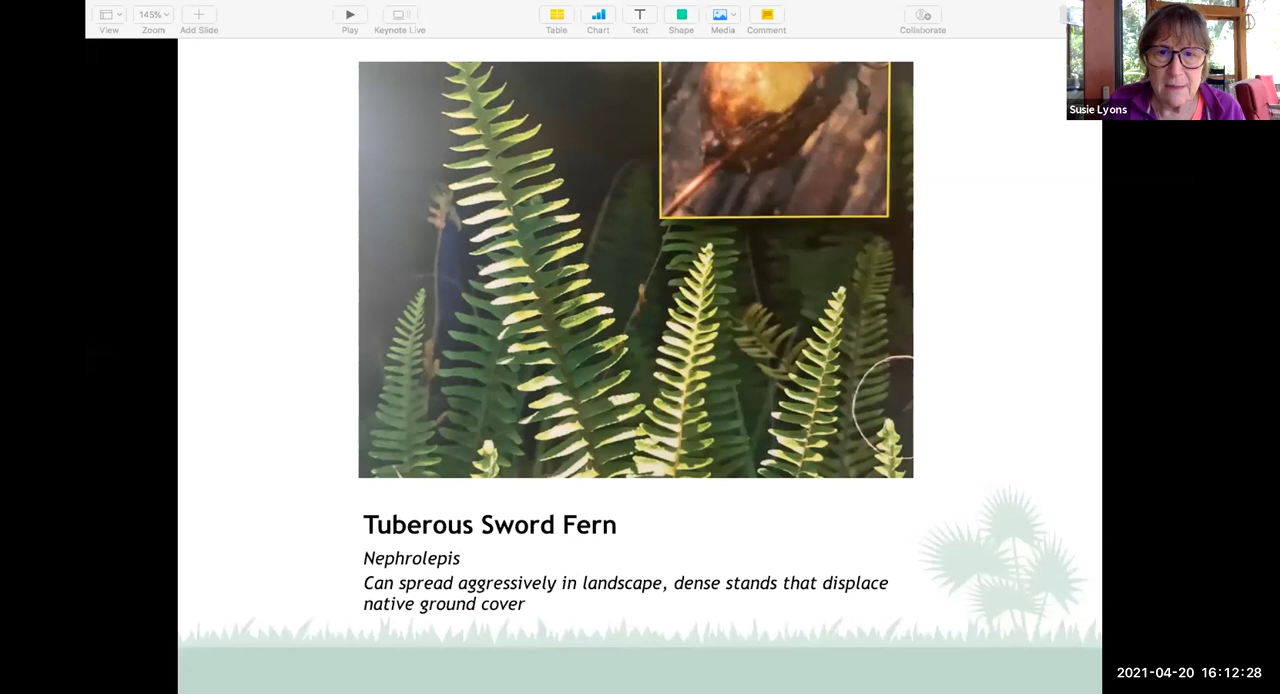 145%
View
Zoom
Add Slide
Play
Keynote Live
Table
Chart
Text
Shape
Media
Comment
Collaborate
Susie Lyons
Tuberous Sword Fern
Nephrolepis
Can spread aggressively in landscape, dense stands that displace
native ground cover
2021-04-20 16:12:28